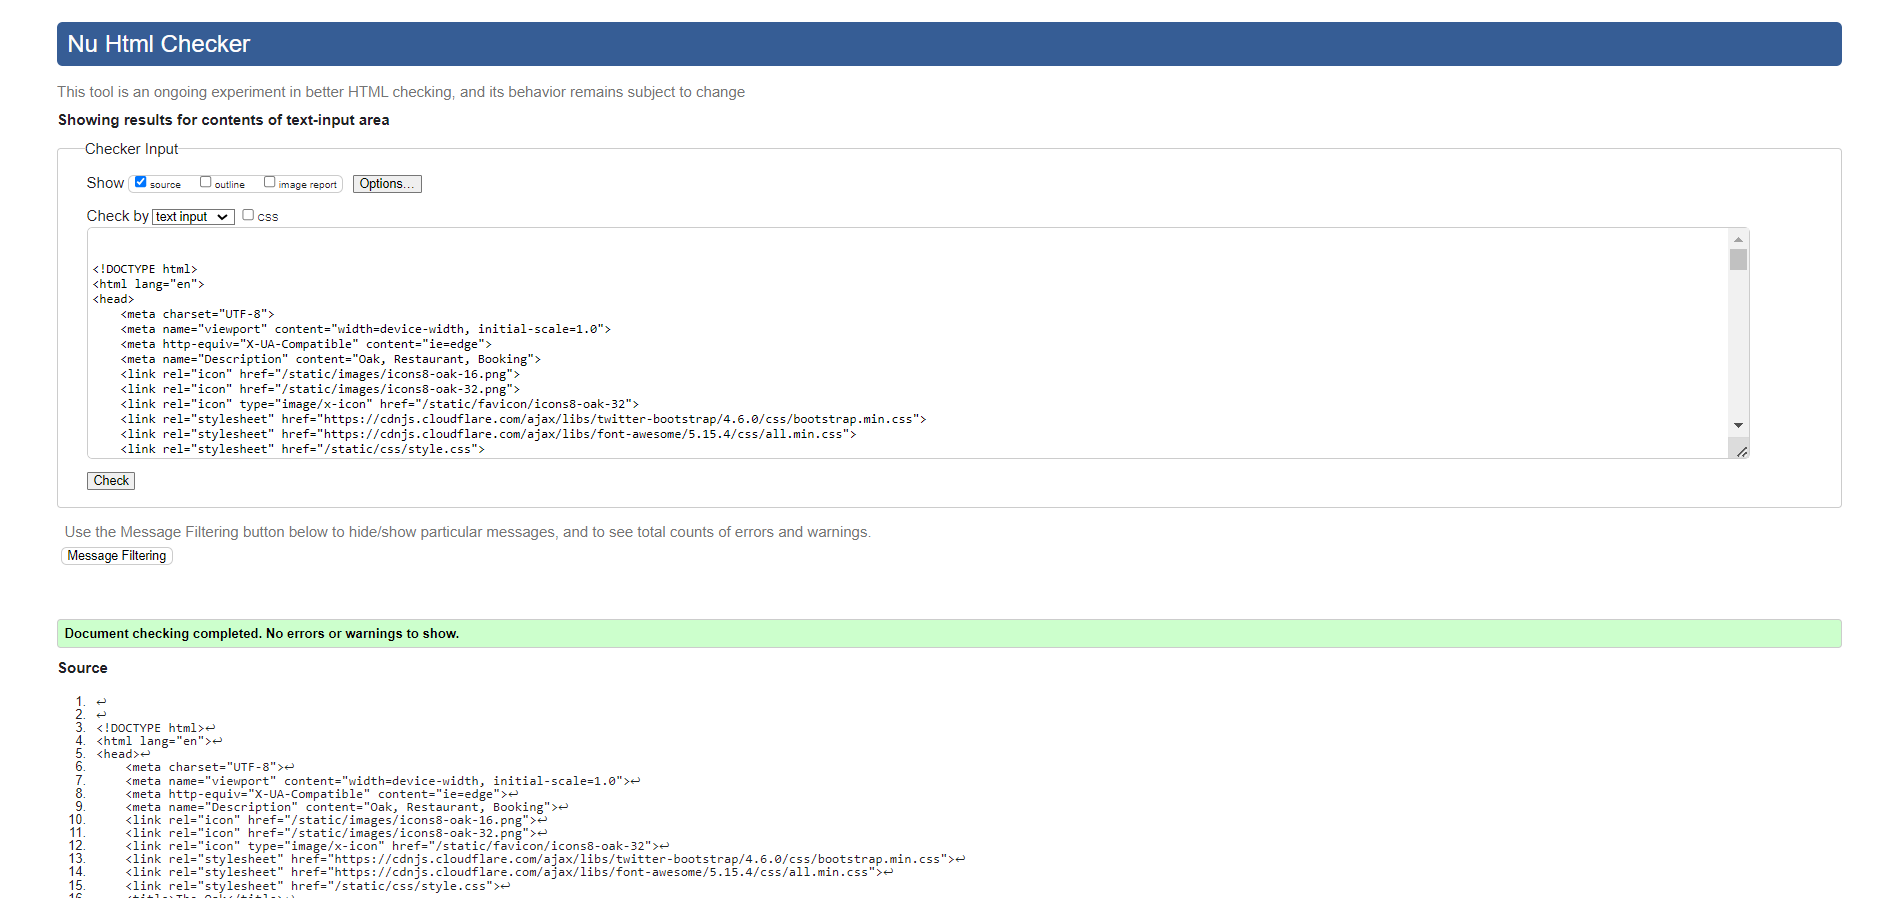 Nu Html Checker
This tool is an ongoing experiment in better HTML checking, and its behavior remains subject to change
Showing results for contents of text-input area
Checker Input
Show source outline image report Options...
Check by text input css
<!DOCTYPE html>
<html lang="en">
<head>
<meta charset="UTF-8">
<meta name="viewport" content="width=device-width, initial-scale=1.0">
<meta http-equiv="X-UA-Compatible" content="ie=edge">
<meta name="Description" content="Oak, Restaurant, Booking">
<link rel="icon" href="/static/images/icons8-oak-16.png">
<link rel="icon" href="/static/images/icons8-oak-32.png">
<link rel="icon" type="image/x-icon" href="/static/favicon/icons8-oak-32">
<link rel="stylesheet" href="https://cdnjs.cloudflare.com/ajax/libs/twitter-bootstrap/4.6.0/css/bootstrap.min.css">
<link rel="stylesheet" href="https://cdnjs.cloudflare.com/ajax/libs/font-awesome/5.15.4/css/all.min.css">
<link rel="stylesheet" href="/static/css/style.css">
Check
Use the Message Filtering button below to hide/show particular messages, and to see total counts of errors and warnings.
Message Filtering
Document checking completed. No errors or warnings to show.
Source
1. ↩
2. ↩
3. <!DOCTYPE html>↩
4. <html lang="en">↩
5. <head>↩
6. <meta charset="UTF-8">↩
7. <meta name="viewport" content="width=device-width, initial-scale=1.0">↩
8. <meta http-equiv="X-UA-Compatible" content="ie=edge">↩
9. <meta name="Description" content="Oak, Restaurant, Booking">↩
10. <link rel="icon" href="/static/images/icons8-oak-16.png">↩
11. <link rel="icon" href="/static/images/icons8-oak-32.png">↩
12. <link rel="icon" type="image/x-icon" href="/static/favicon/icons8-oak-32">↩
13. <link rel="stylesheet" href="https://cdnjs.cloudflare.com/ajax/libs/twitter-bootstrap/4.6.0/css/bootstrap.min.css">↩
14. <link rel="stylesheet" href="https://cdnjs.cloudflare.com/ajax/libs/font-awesome/5.15.4/css/all.min.css">↩
15. <link rel="stylesheet" href="/static/css/style.css">↩
16. <title>The Oak</title>↩